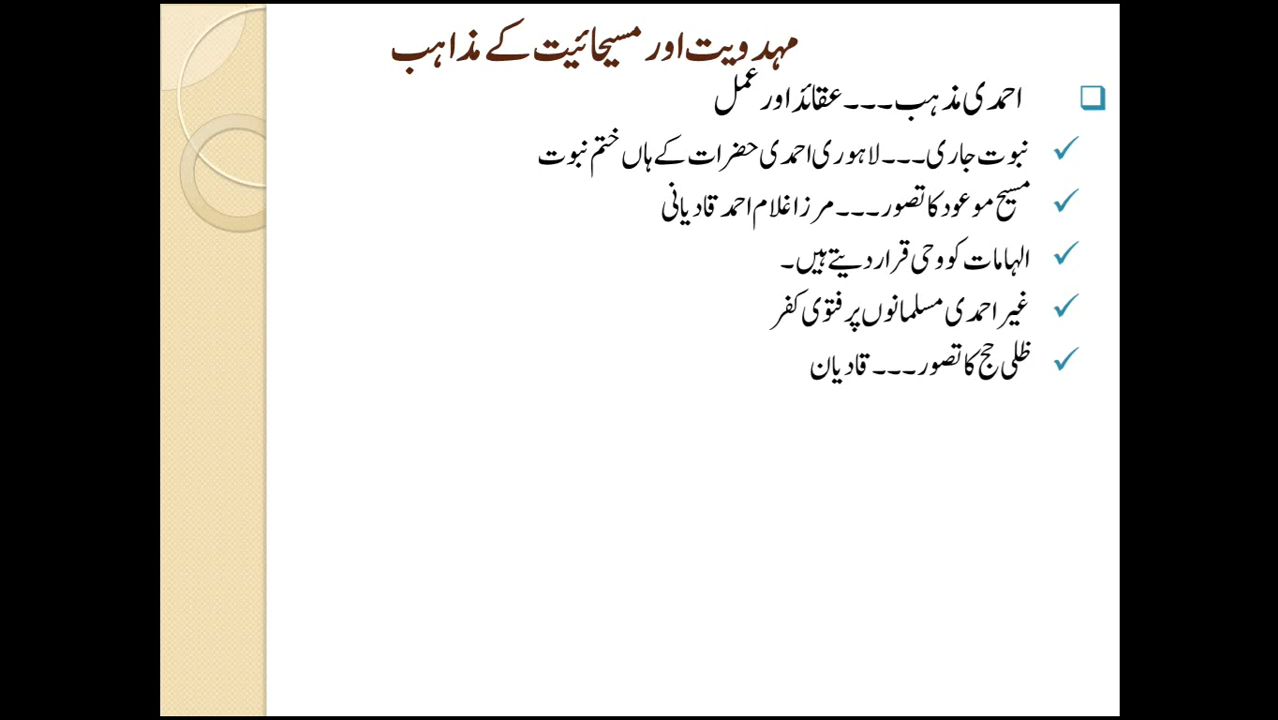 مہدویت اور مسیحائیت کے مذاہب
احمدی مذہب۔۔۔عقائد اور عمل
نبوت جاری۔۔۔لاہوری احمدی حضرات کے ہاں ختم نبوت
مسیح موعود کا تصور۔۔۔مرزا غلام احمد قادیانی
الہامات کو وحی قرار دیتے ہیں۔
غیر احمدی مسلمانوں پر فتوی کفر
ظلی حج کا تصور۔۔۔قادیان